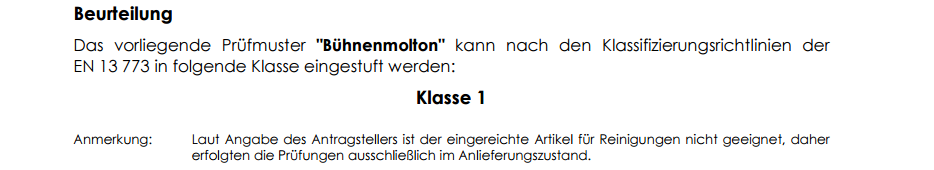 Beurteilung
Das vorliegende Prüfmuster "Bühnenmolton" kann nach den Klassifizierungsrichtlinien der
EN 13 773 in folgende Klasse eingestuft werden:
Klasse 1
Anmerkung: Laut Angabe des Antragstellers ist der eingereichte Artikel für Reinigungen nicht geeignet, daher
erfolgten die Prüfungen ausschließlich im Anlieferungszustand.